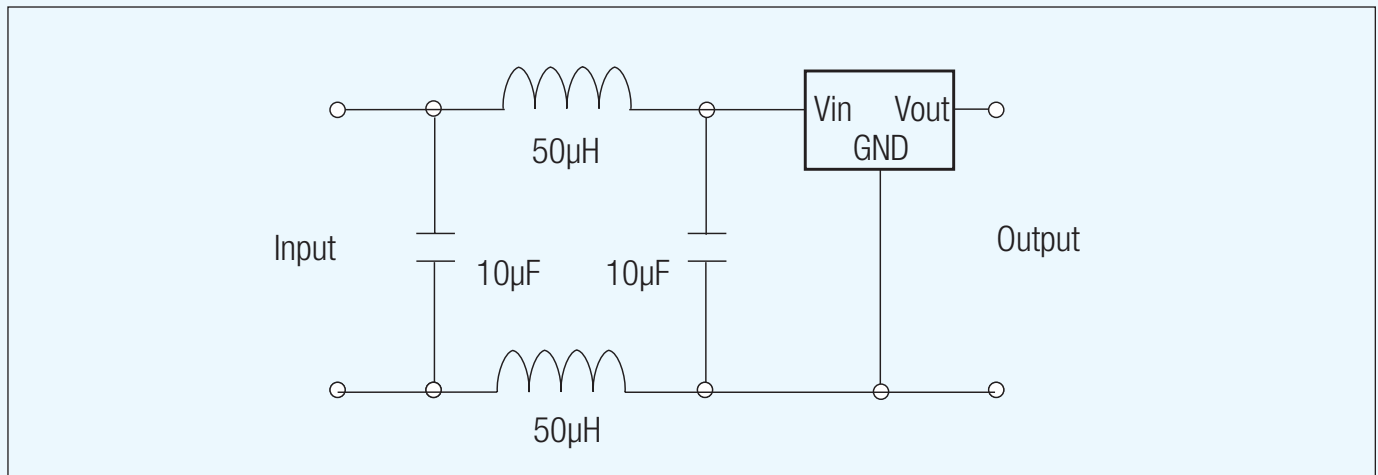 Vin Vout
GND
50µH
Input
10µF
10µF
Output
50µH